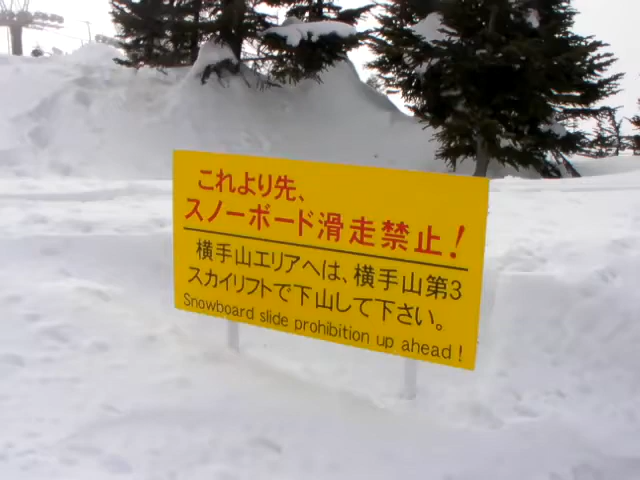 これより先、
スノーボード滑走禁止!
横手山エリアへは、横手山第3
スカイリフトで下山して下さい。
Snowboard slide prohibition up ahead !